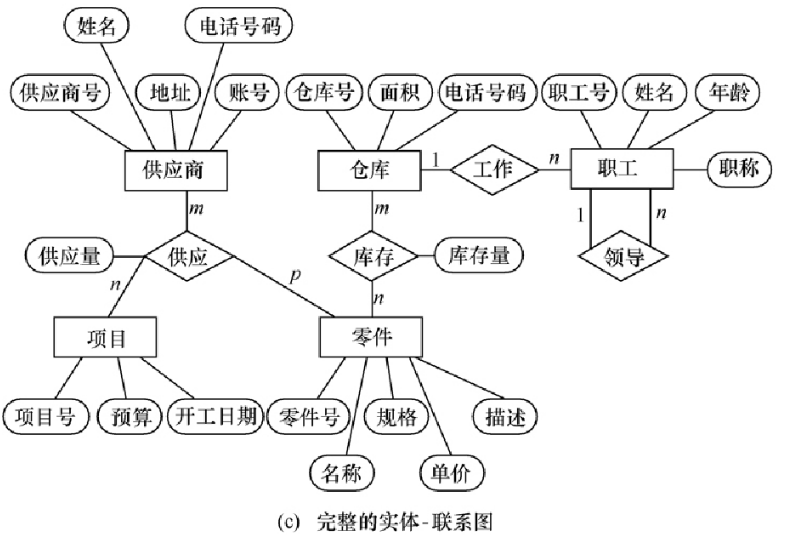 姓名 电话号码
供应商号 地址 账号 仓库号 面积 电话号码 职工号 姓名 年龄
供应商 仓库 1 工作 n 职工 职称
m m 1 n
供应量 供应 库存 库存量 领导
n p n
项目 零件
项目号 预算 开工日期 零件号 规格 描述
名称 单价
(c) 完整的实体-联系图